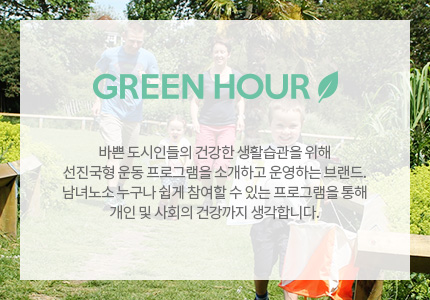 GREEN HOUR
바쁜 도시인들의 건강한 생활습관을 위해
선진국형 운동 프로그램을 소개하고 운영하는 브랜드.
남녀노소 누구나 쉽게 참여할 수 있는 프로그램을 통해
개인 및 사회의 건강까지 생각합니다.